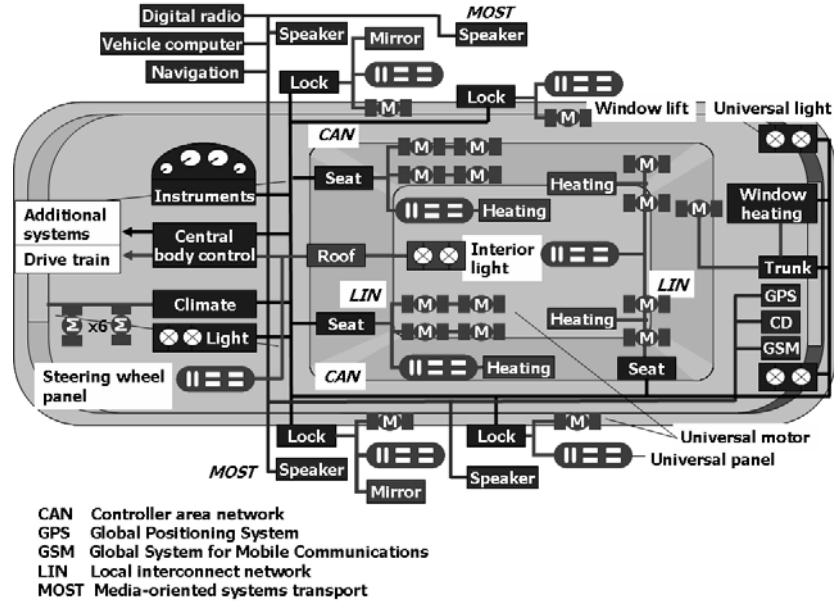 Digital radio
MOST
Speaker
Speaker
Mirror
Vehicle computer
Navigation
Lock
Lock
M
M
Window lift
Universal light
CAN
M M
M
Seat
M M
Heating
Instruments
Heating
M
M
Window
heating
Additional
systems
Central
body control
Roof
Interior
light
Drive train
Trunk
LIN
LIN
GPS
Climate
M M
M
Σ x6 Σ
Seat
Heating
CD
Light
M M
M
GSM
Steering wheel
panel
CAN
Heating
Seat
M
M
Lock
Lock
Universal motor
MOST
Speaker
Speaker
Universal panel
Mirror
CAN Controller area network
GPS Global Positioning System
GSM Global System for Mobile Communications
LIN Local interconnect network
MOST Media-oriented systems transport